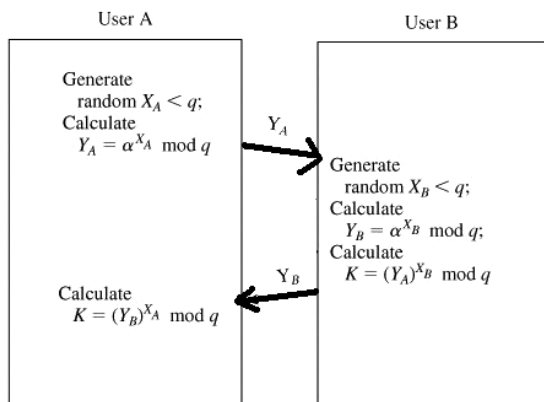 User A
Generate
random X_A < q;
Calculate
Y_A = α^{X_A} mod q
Calculate
K = (Y_B)^{X_A} mod q
Y_A
Y_B
User B
Generate
random X_B < q;
Calculate
Y_B = α^{X_B} mod q;
Calculate
K = (Y_A)^{X_B} mod q